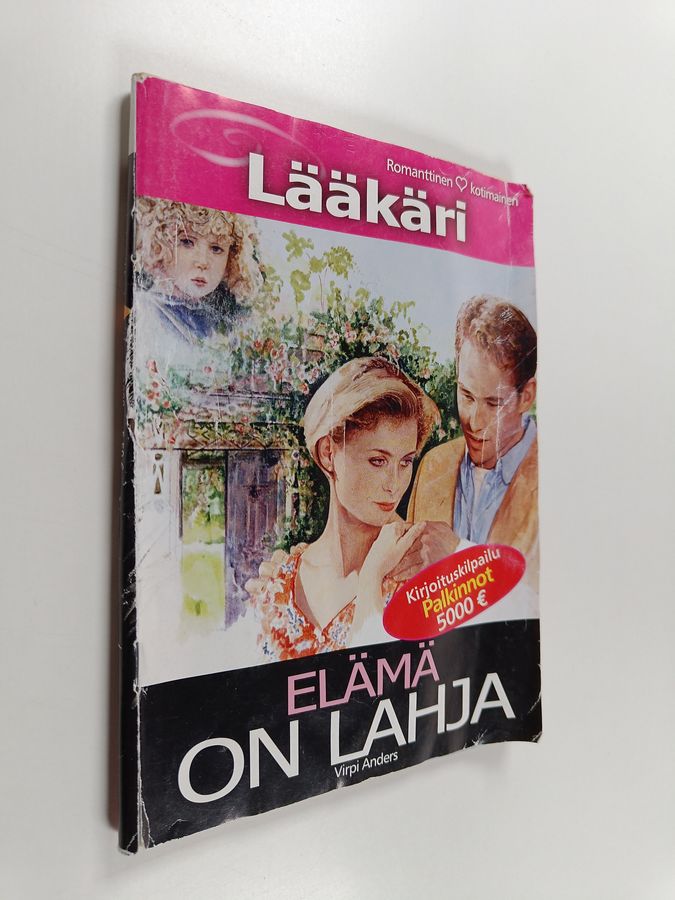 Romanttinen ♡ kotimainen
Lääkäri
Kirjoituskilpailu
Palkinnot
5000 €
ELÄMÄ
ON LAHJA
Virpi Anders